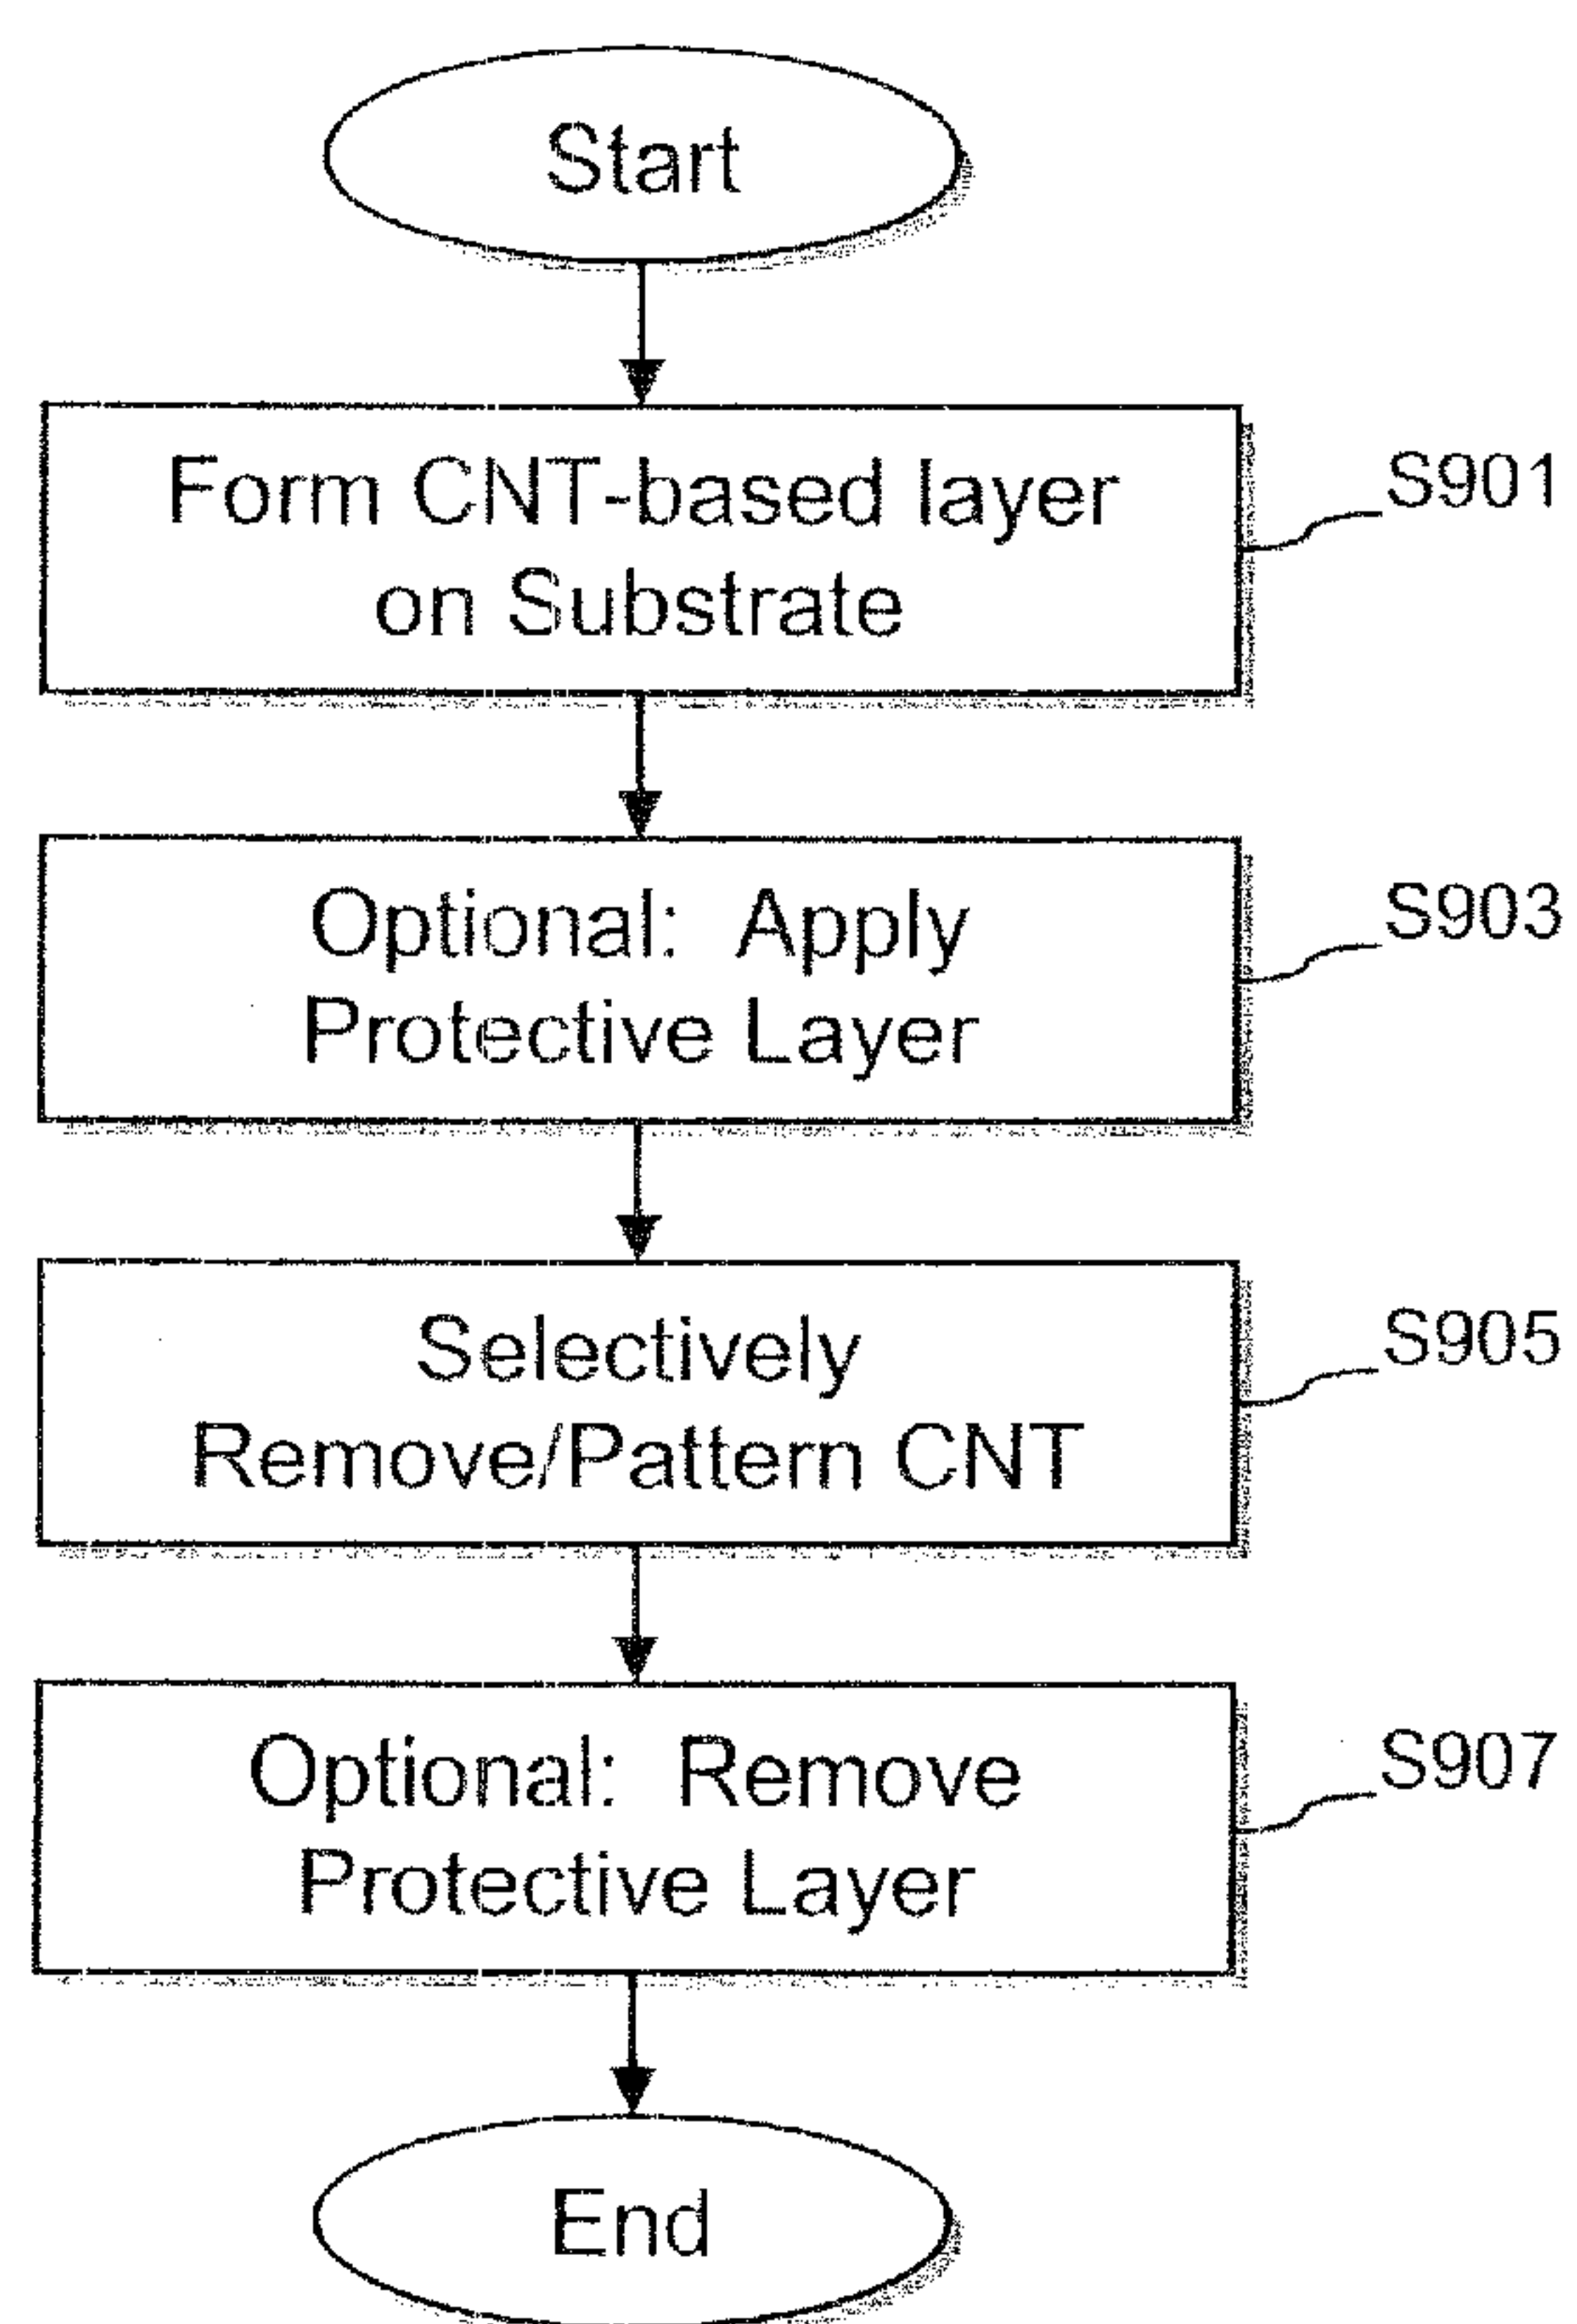 Start
Form CNT-based layer
on Substrate
S901
Optional: Apply
Protective Layer
S903
Selectively
Remove/Pattern CNT
S905
Optional: Remove
Protective Layer
S907
End